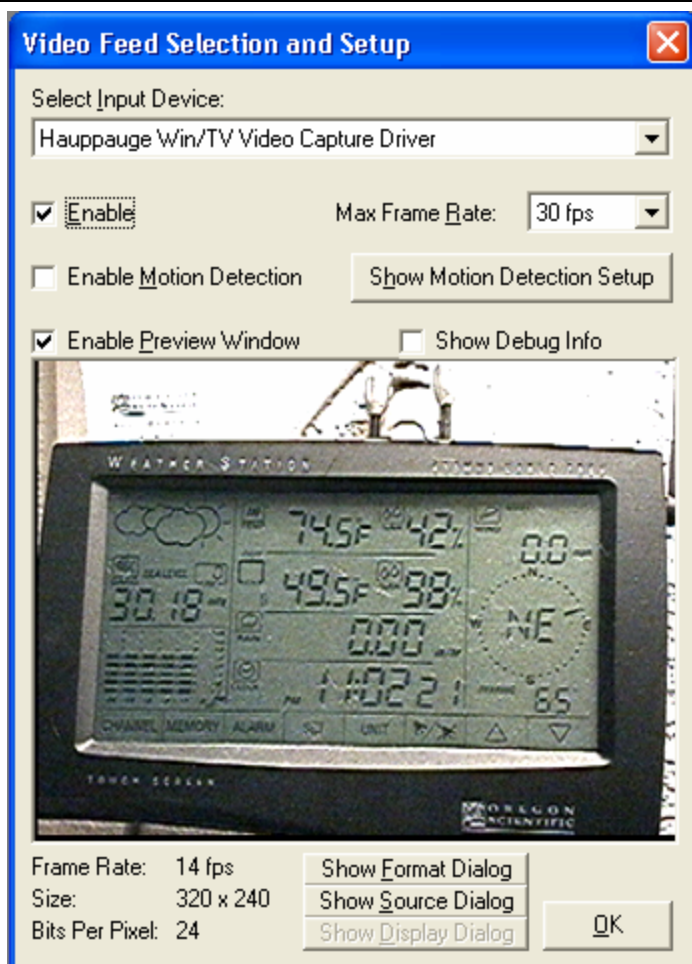 Video Feed Selection and Setup
Select Input Device:
Hauppauge Win/TV Video Capture Driver
Enable
Max Frame Rate: 30 fps
Enable Motion Detection
Show Motion Detection Setup
Enable Preview Window
Show Debug Info
WEATHER STATION
74.5F 42%
0.0
N
SEA LEVEL
30.18
49.5F 98%
W NE E
0.00
RAIN
S
PM 11:02 21
65
CHANNEL MEMORY ALARM UNIT
TOUCH SCREEN
OREGON
SCIENTIFIC
Frame Rate: 14 fps
Show Format Dialog
Size: 320 x 240
Show Source Dialog
Bits Per Pixel: 24
Show Display Dialog
OK